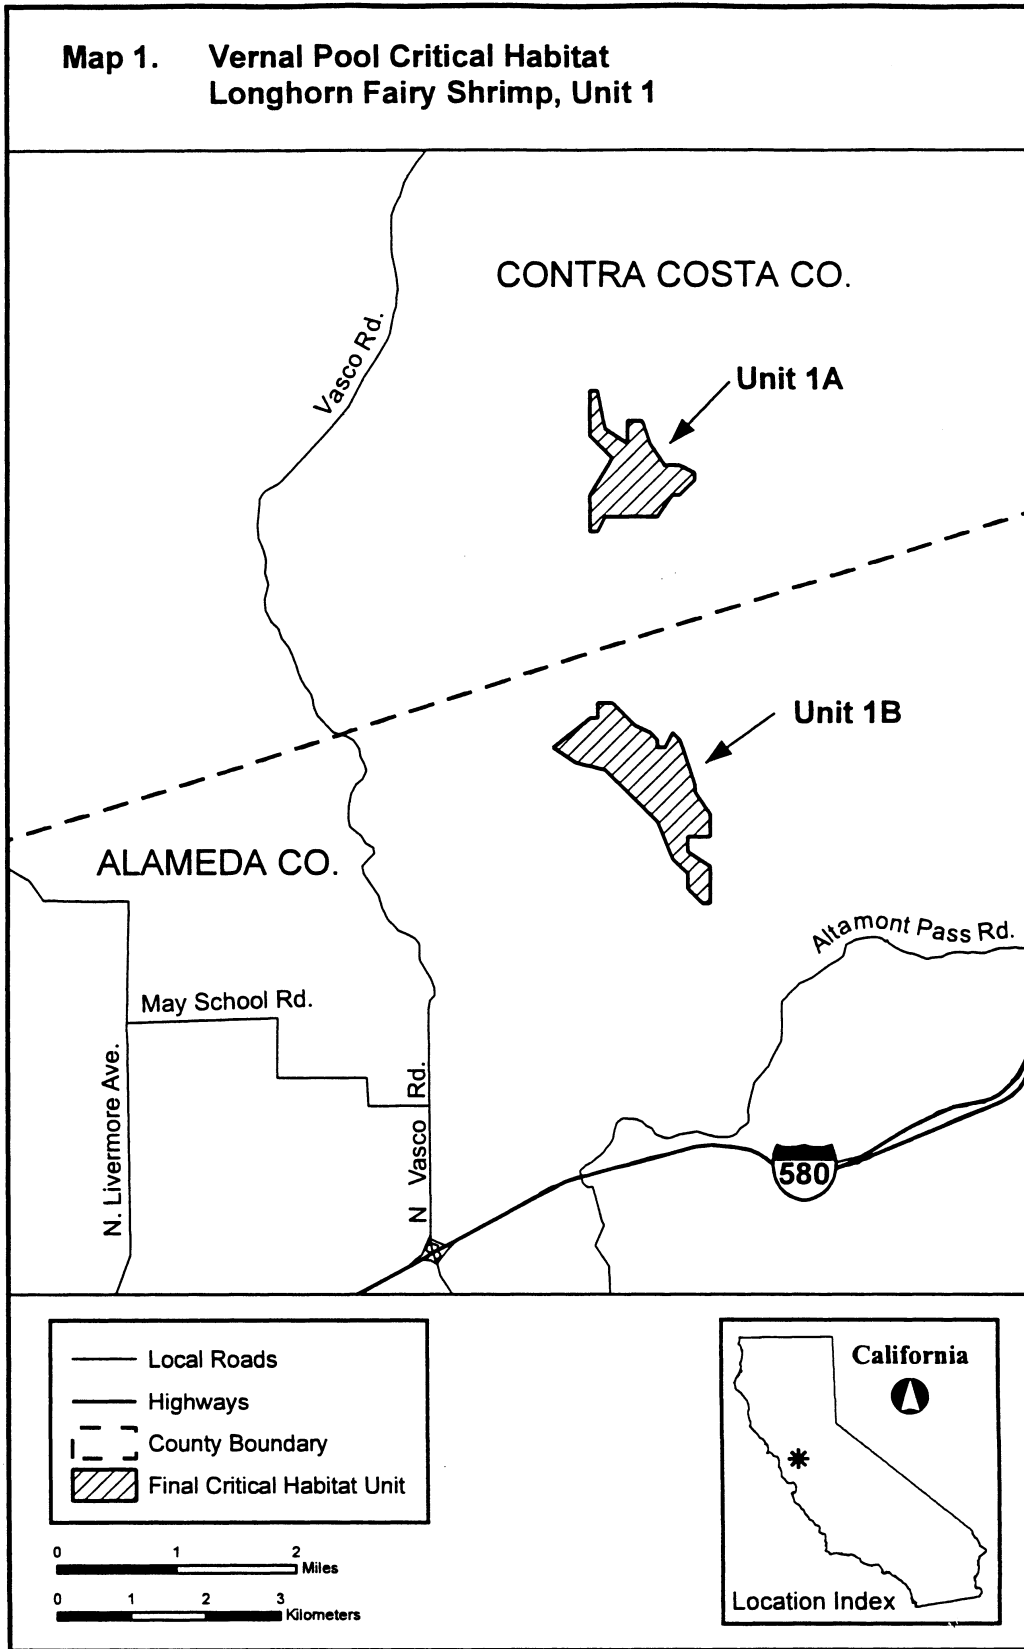 Map 1. Vernal Pool Critical Habitat
Longhorn Fairy Shrimp, Unit 1
CONTRA COSTA CO.
Vasco Rd.
Unit 1A
Unit 1B
ALAMEDA CO.
Altamont Pass Rd.
May School Rd.
N. Livermore Ave.
N Vasco Rd.
580
Local Roads
Highways
County Boundary
Final Critical Habitat Unit
0 1 2
Miles
0 1 2 3
Kilometers
California
Location Index